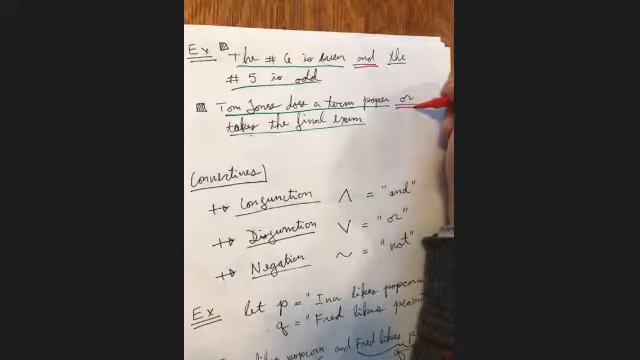 Ex The # 6 is even and the
# 5 is odd
Tom Jones does a term paper or
takes the final exam
Connectives
Conjunction ∧ = "and"
Disjunction ∨ = "or"
Negation ~ = "not"
Ex let p = "Ina likes popcorn
q = "Fred likes
likes popcorn and Fred likes p
q